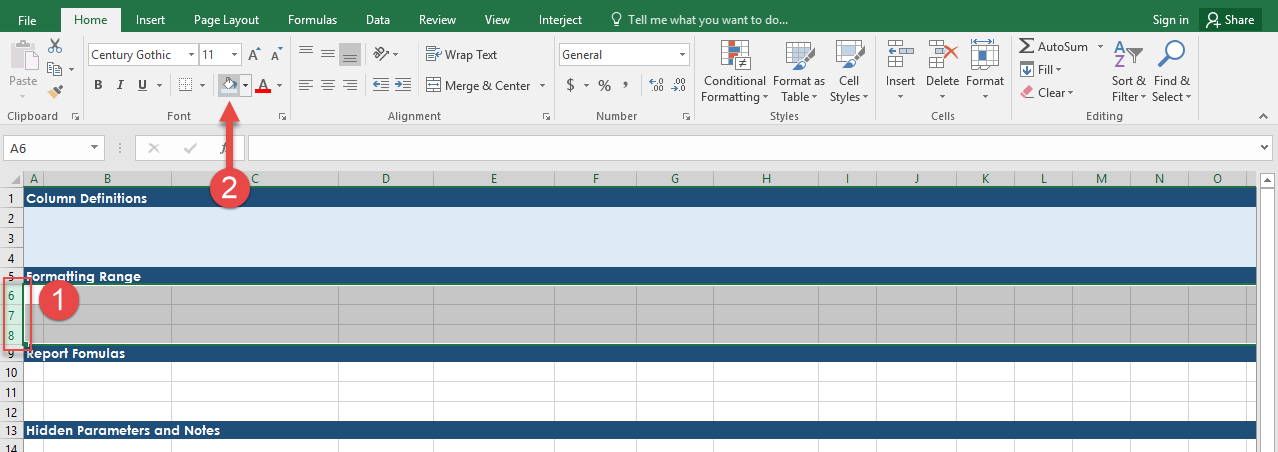 File Home Insert Page Layout Formulas Data Review View Interject Tell me what you want to do... Sign in Share
Paste Century Gothic 11 A A Wrap Text General Conditional Formatting Format as Table Cell Styles Insert Delete Format AutoSum Fill Clear Sort & Filter Find & Select
B I U A Merge & Center $ % , .00 .0
Clipboard Font Alignment Number Styles Cells Editing
A6
A B C D E F G H I J K L M N O
2
1 Column Definitions
2
3
4
5 Formatting Range
6
1
7
8
9 Report Fomulas
10
11
12
13 Hidden Parameters and Notes
14